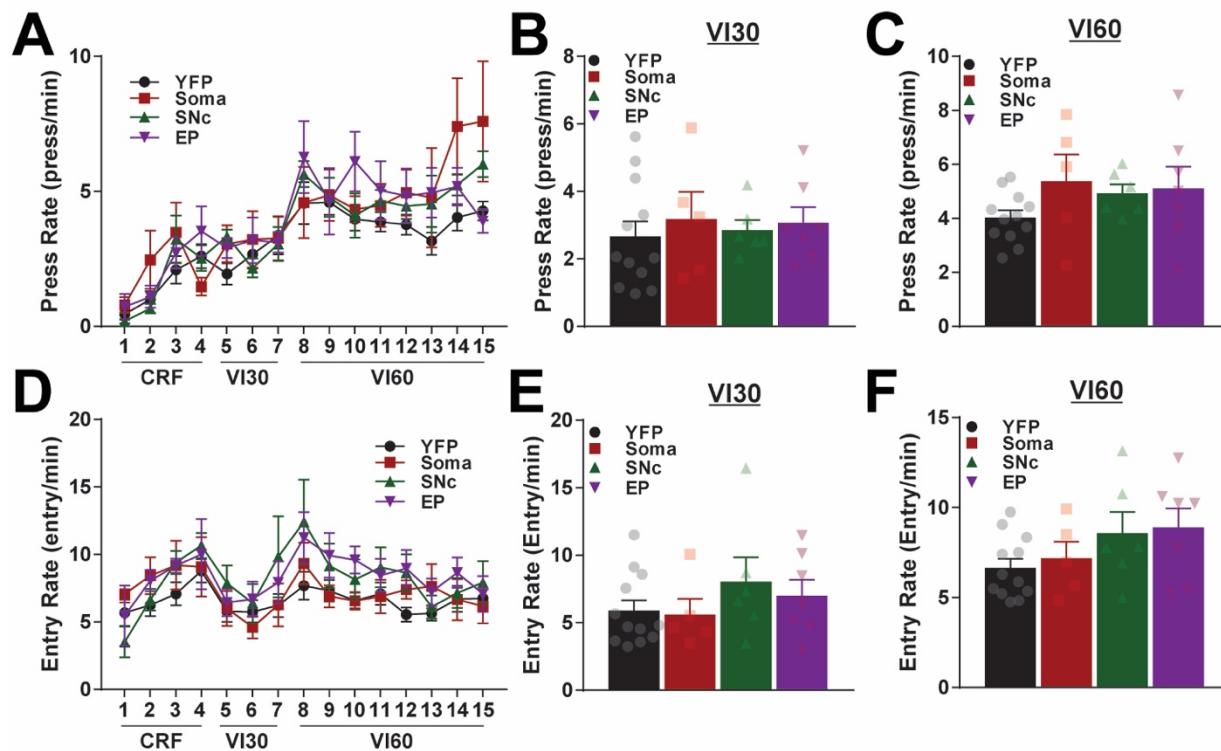 A
Press Rate (press/min)
10
5
0
YFP
Soma
SNc
EP
1 2 3 4 5 6 7 8 9 10 11 12 13 14 15
CRF VI30 VI60
B
VI30
Press Rate (press/min)
8
6
4
2
0
YFP
Soma
SNc
EP
C
VI60
Press Rate (press/min)
10
8
6
4
2
0
YFP
Soma
SNc
EP
D
Entry Rate (entry/min)
20
15
10
5
0
YFP
Soma
SNc
EP
1 2 3 4 5 6 7 8 9 10 11 12 13 14 15
CRF VI30 VI60
E
VI30
Entry Rate (Entry/min)
20
15
10
5
0
YFP
Soma
SNc
EP
F
VI60
Entry Rate (Entry/min)
15
10
5
0
YFP
Soma
SNc
EP